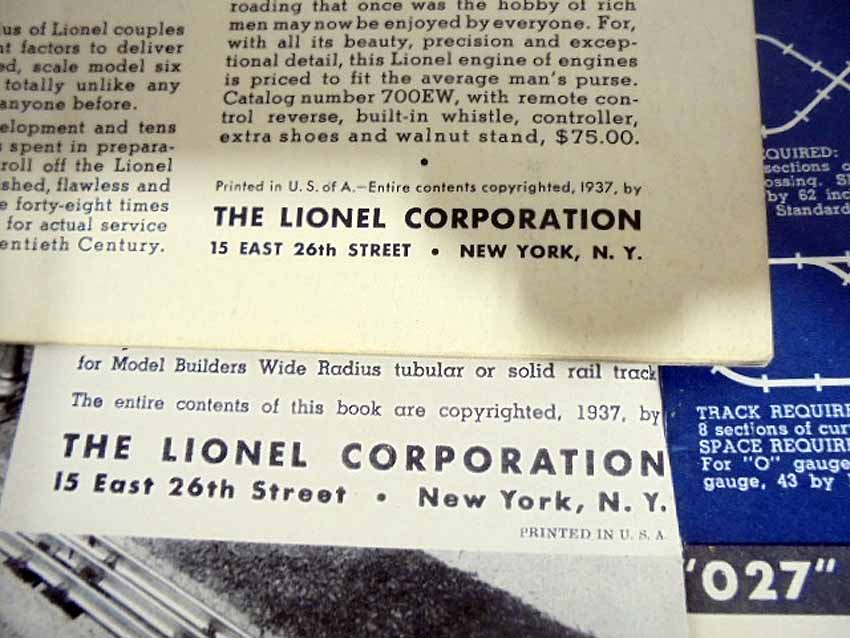 ius of Lionel couples
nt factors to deliver
ed, scale model six
totally unlike any
anyone before.
elopment and tens
s spent in prepara-
roll off the Lionel
shed, flawless and
e forty-eight times
for actual service
entieth Century.
roading that once was the hobby of rich
men may now be enjoyed by everyone. For,
with all its beauty, precision and excep-
tional detail, this Lionel engine of engines
is priced to fit the average man's purse.
Catalog number 700EW, with remote con-
trol reverse, built-in whistle, controller,
extra shoes and walnut stand, $75.00.
•
Printed in U. S. of A.—Entire contents copyrighted, 1937, by
THE LIONEL CORPORATION
15 EAST 26th STREET • NEW YORK, N. Y.
for Model Builders Wide Radius tubular or solid rail track
The entire contents of this book are copyrighted, 1937, by
THE LIONEL CORPORATION
15 East 26th Street • New York, N. Y.
PRINTED IN U. S. A.
QUIRED:
sections o
ossing. S
by 62 inc
Standard
TRACK REQUIRE
8 sections of cur
SPACE REQUIR
For "O" gauge
gauge, 43 by
"027"